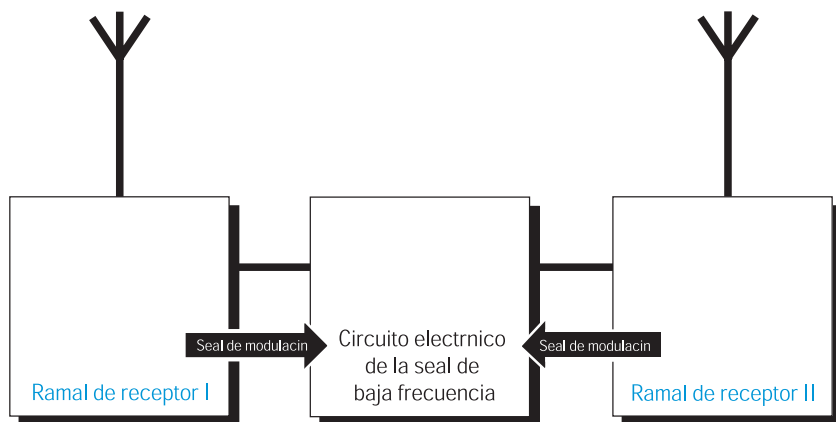 Seal de modulacin
Circuito electrnico
de la seal de
baja frecuencia
Seal de modulacin
Ramal de receptor I
Ramal de receptor II